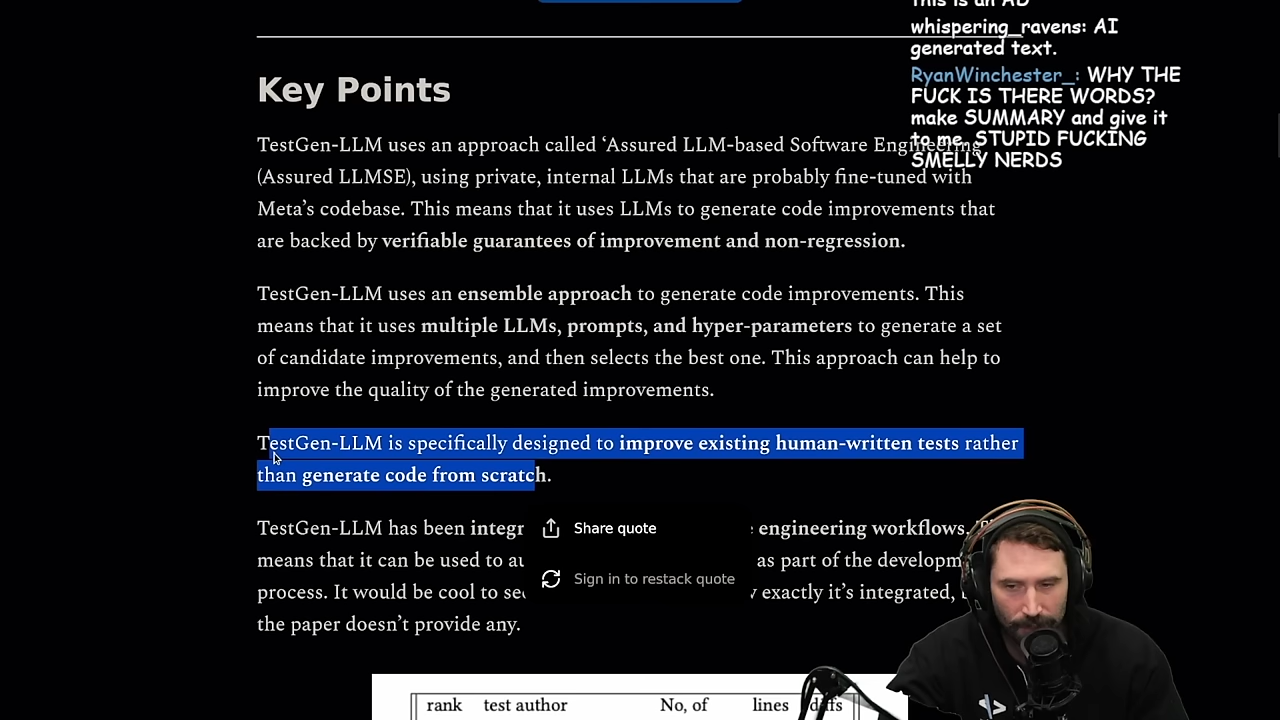 this is an AD
whispering_ravens: AI
generated text.
RyanWinchester_: WHY THE
FUCK IS THERE WORDS?
make SUMMARY and give it
to me. STUPID FUCKING
SMELLY NERDS
Key Points
TestGen-LLM uses an approach called ‘Assured LLM-based Software Engineering
(Assured LLMSE), using private, internal LLMs that are probably fine-tuned with
Meta’s codebase. This means that it uses LLMs to generate code improvements that
are backed by verifiable guarantees of improvement and non-regression.
TestGen-LLM uses an ensemble approach to generate code improvements. This
means that it uses multiple LLMs, prompts, and hyper-parameters to generate a set
of candidate improvements, and then selects the best one. This approach can help to
improve the quality of the generated improvements.
TestGen-LLM is specifically designed to improve existing human-written tests rather
than generate code from scratch.
TestGen-LLM has been integr engineering workflows.
means that it can be used to au as part of the developm
process. It would be cool to see exactly it’s integrated,
the paper doesn’t provide any.
Share quote
Sign in to restack quote
rank test author No, of lines diffs